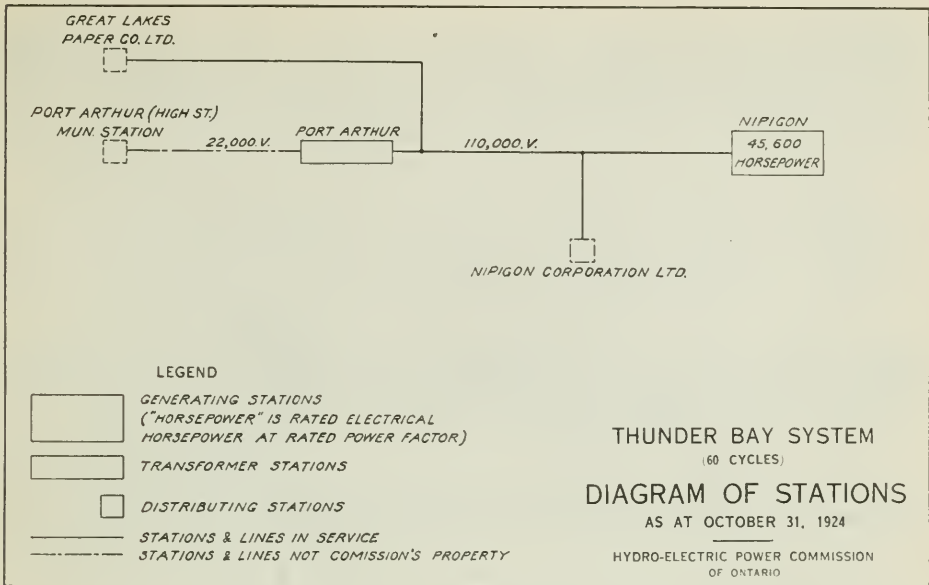 GREAT LAKES
PAPER CO. LTD.
PORT ARTHUR (HIGH ST.)
MUN. STATION
22,000.V.
PORT ARTHUR
110,000.V.
NIPIGON
45,600
HORSEPOWER
NIPIGON CORPORATION LTD.
LEGEND
GENERATING STATIONS
("HORSEPOWER" IS RATED ELECTRICAL
HORSEPOWER AT RATED POWER FACTOR)
TRANSFORMER STATIONS
DISTRIBUTING STATIONS
STATIONS & LINES IN SERVICE
STATIONS & LINES NOT COMISSION'S PROPERTY
THUNDER BAY SYSTEM
(60 CYCLES)
DIAGRAM OF STATIONS
AS AT OCTOBER 31, 1924
HYDRO-ELECTRIC POWER COMMISSION
OF ONTARIO